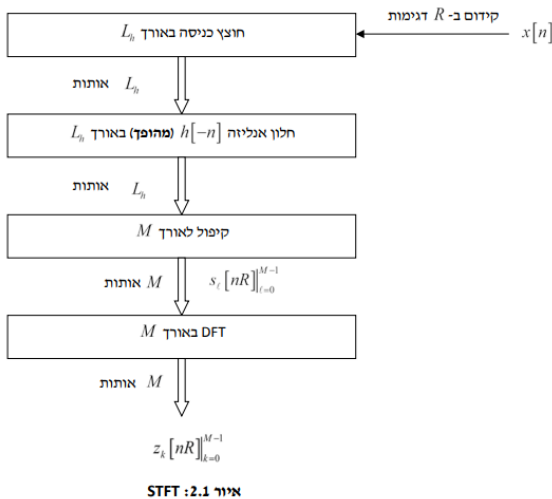 קידום ב- R דגימות
x[n]
חוצץ כניסה באורך L_h
L_h אותות
חלון אנליזה h[−n] (מהופך) באורך L_h
L_h אותות
קיפול לאורך M
M אותות s_ℓ[nR]|_{ℓ=0}^{M−1}
DFT באורך M
M אותות
z_k[nR]|_{k=0}^{M−1}
איור 2.1: STFT